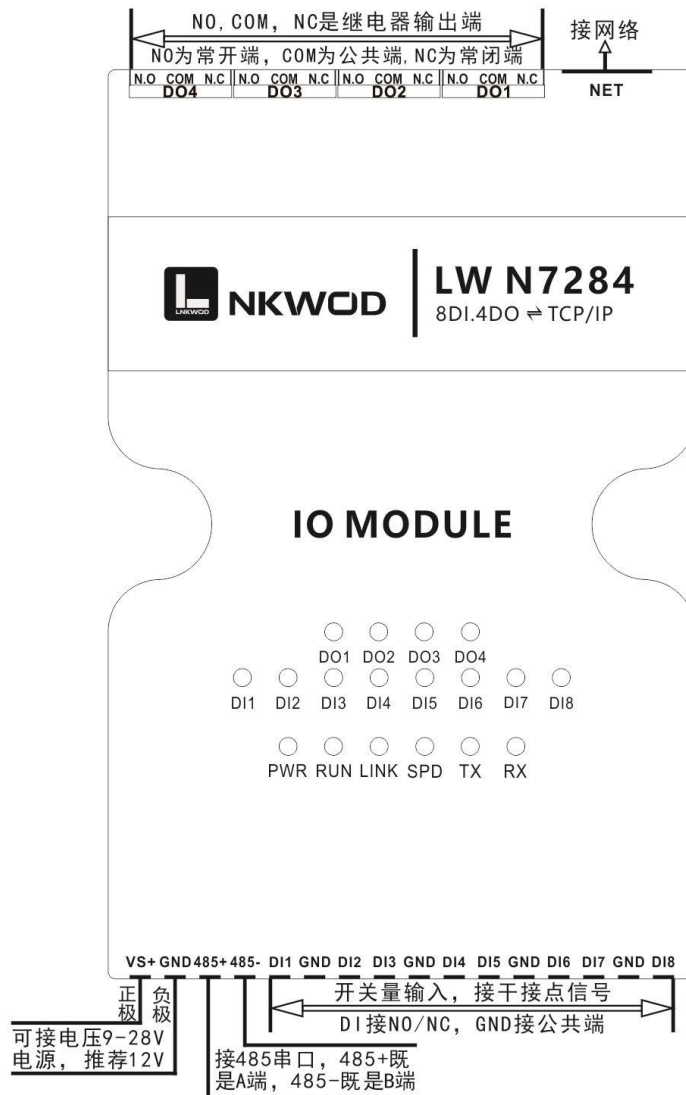 NO, COM, NC是继电器输出端
NO为常开端, COM为公共端, NC为常闭端
接网络
N.O COM N.C N.O COM N.C N.O COM N.C N.O COM N.C
DO4 DO3 DO2 DO1
NET
LNKWOD
NKWOD
LW N7284
8DI.4DO ⇌ TCP/IP
IO MODULE
DO1 DO2 DO3 DO4
DI1 DI2 DI3 DI4 DI5 DI6 DI7 DI8
PWR RUN LINK SPD TX RX
VS+ GND 485+ 485- DI1 GND DI2 DI3 GND DI4 DI5 GND DI6 DI7 GND DI8
正极
负极
开关量输入, 接干接点信号
DI接NO/NC, GND接公共端
可接电压9-28V
电源, 推荐12V
接485串口, 485+既
是A端, 485-既是B端